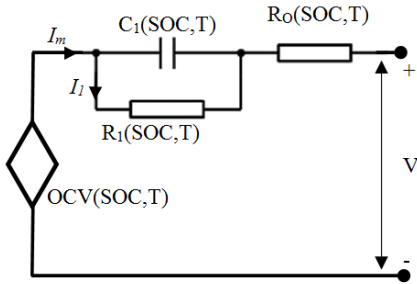 C1(SOC,T)
RO(SOC,T)
Im
+
I1
R1(SOC,T)
V
OCV(SOC,T)
-